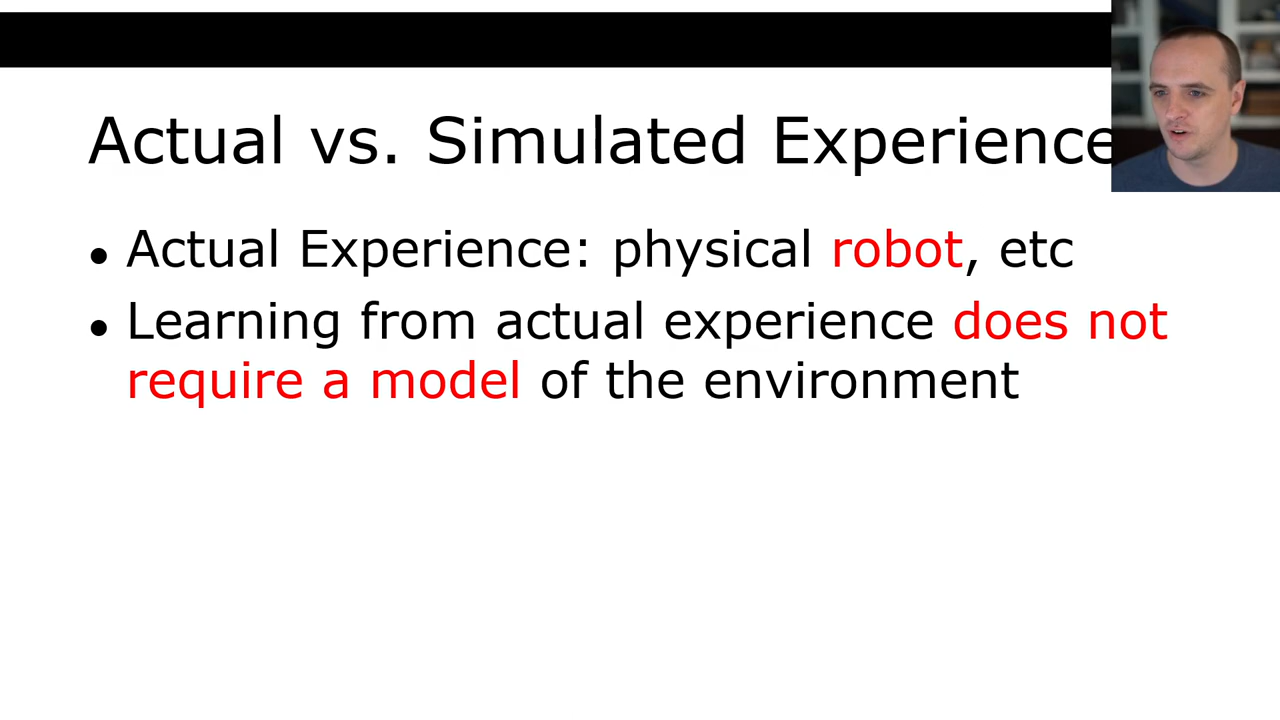 Actual vs. Simulated Experience
• Actual Experience: physical robot, etc
• Learning from actual experience does not
require a model of the environment